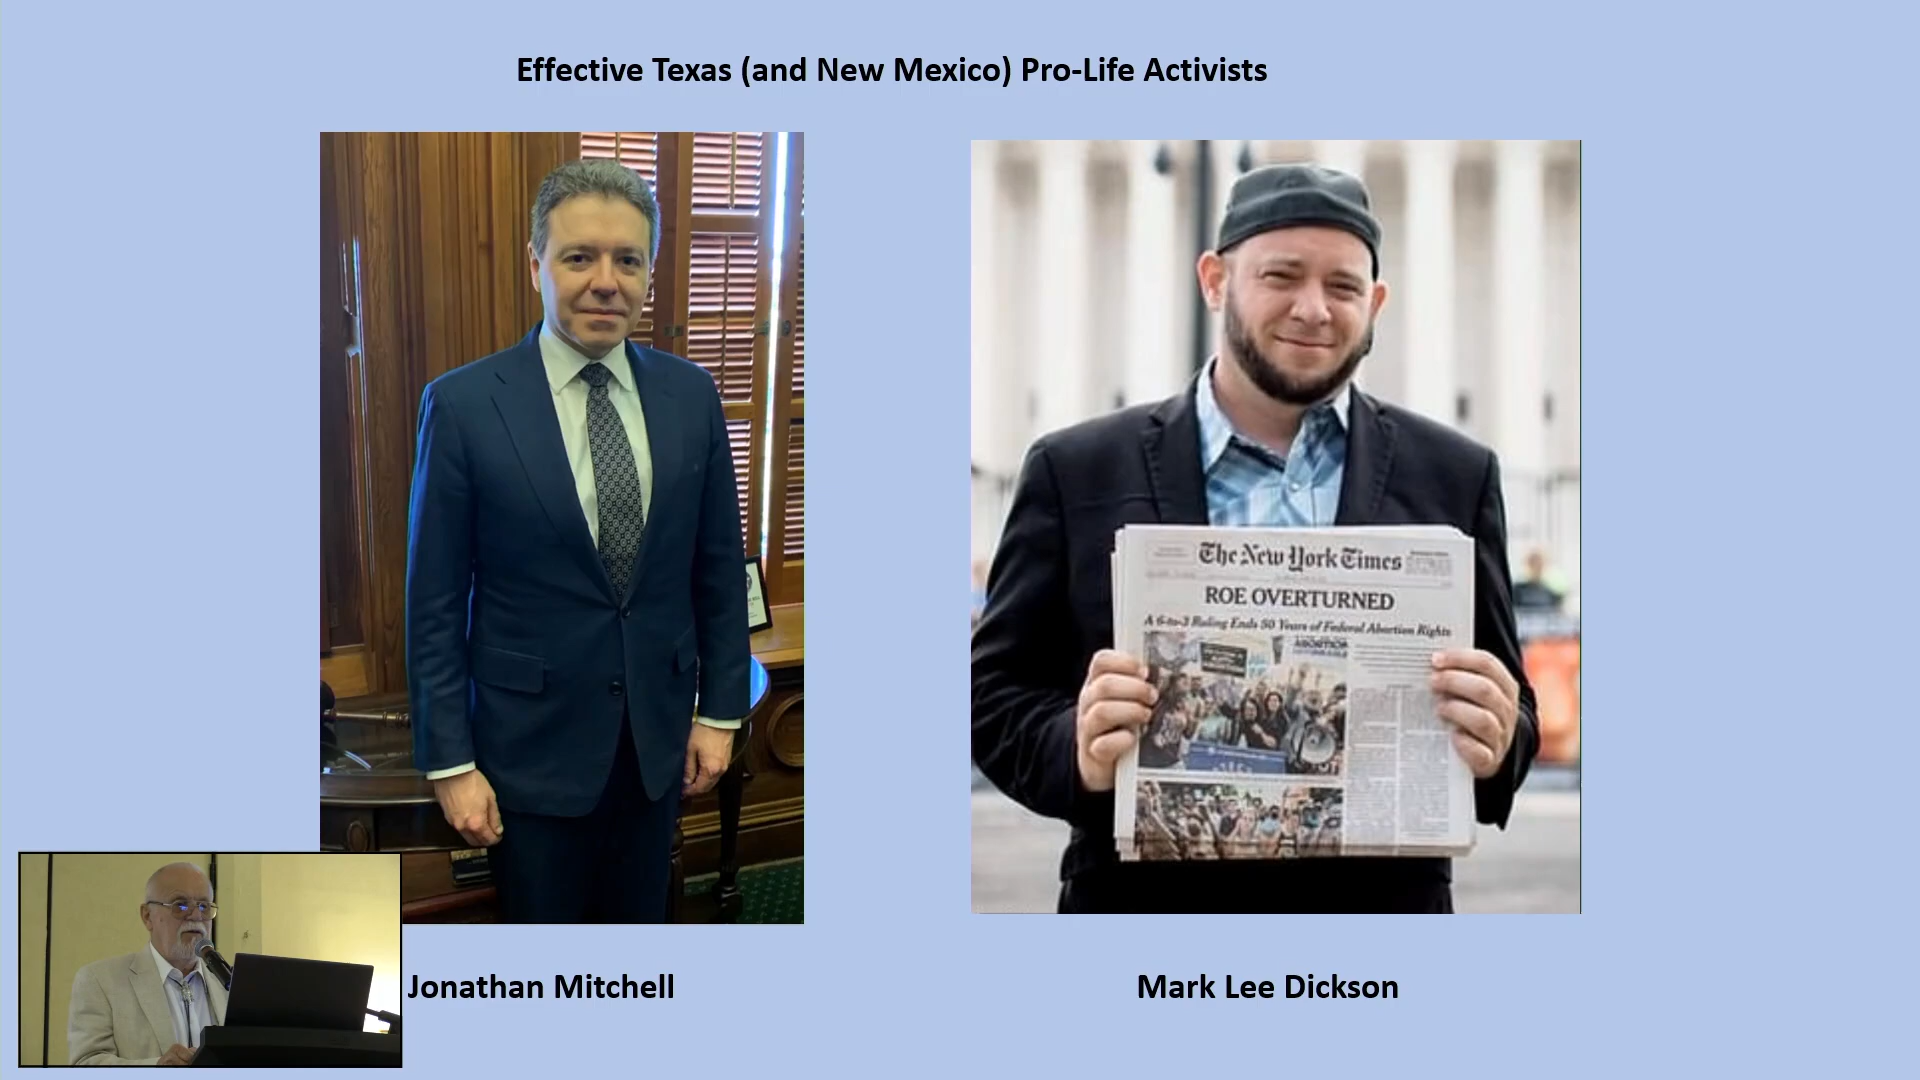 Effective Texas (and New Mexico) Pro-Life Activists
The New York Times
ROE OVERTURNED
A 6-to-3 Ruling Ends 50 Years of Federal Abortion Rights
ABORTION
Jonathan Mitchell
Mark Lee Dickson